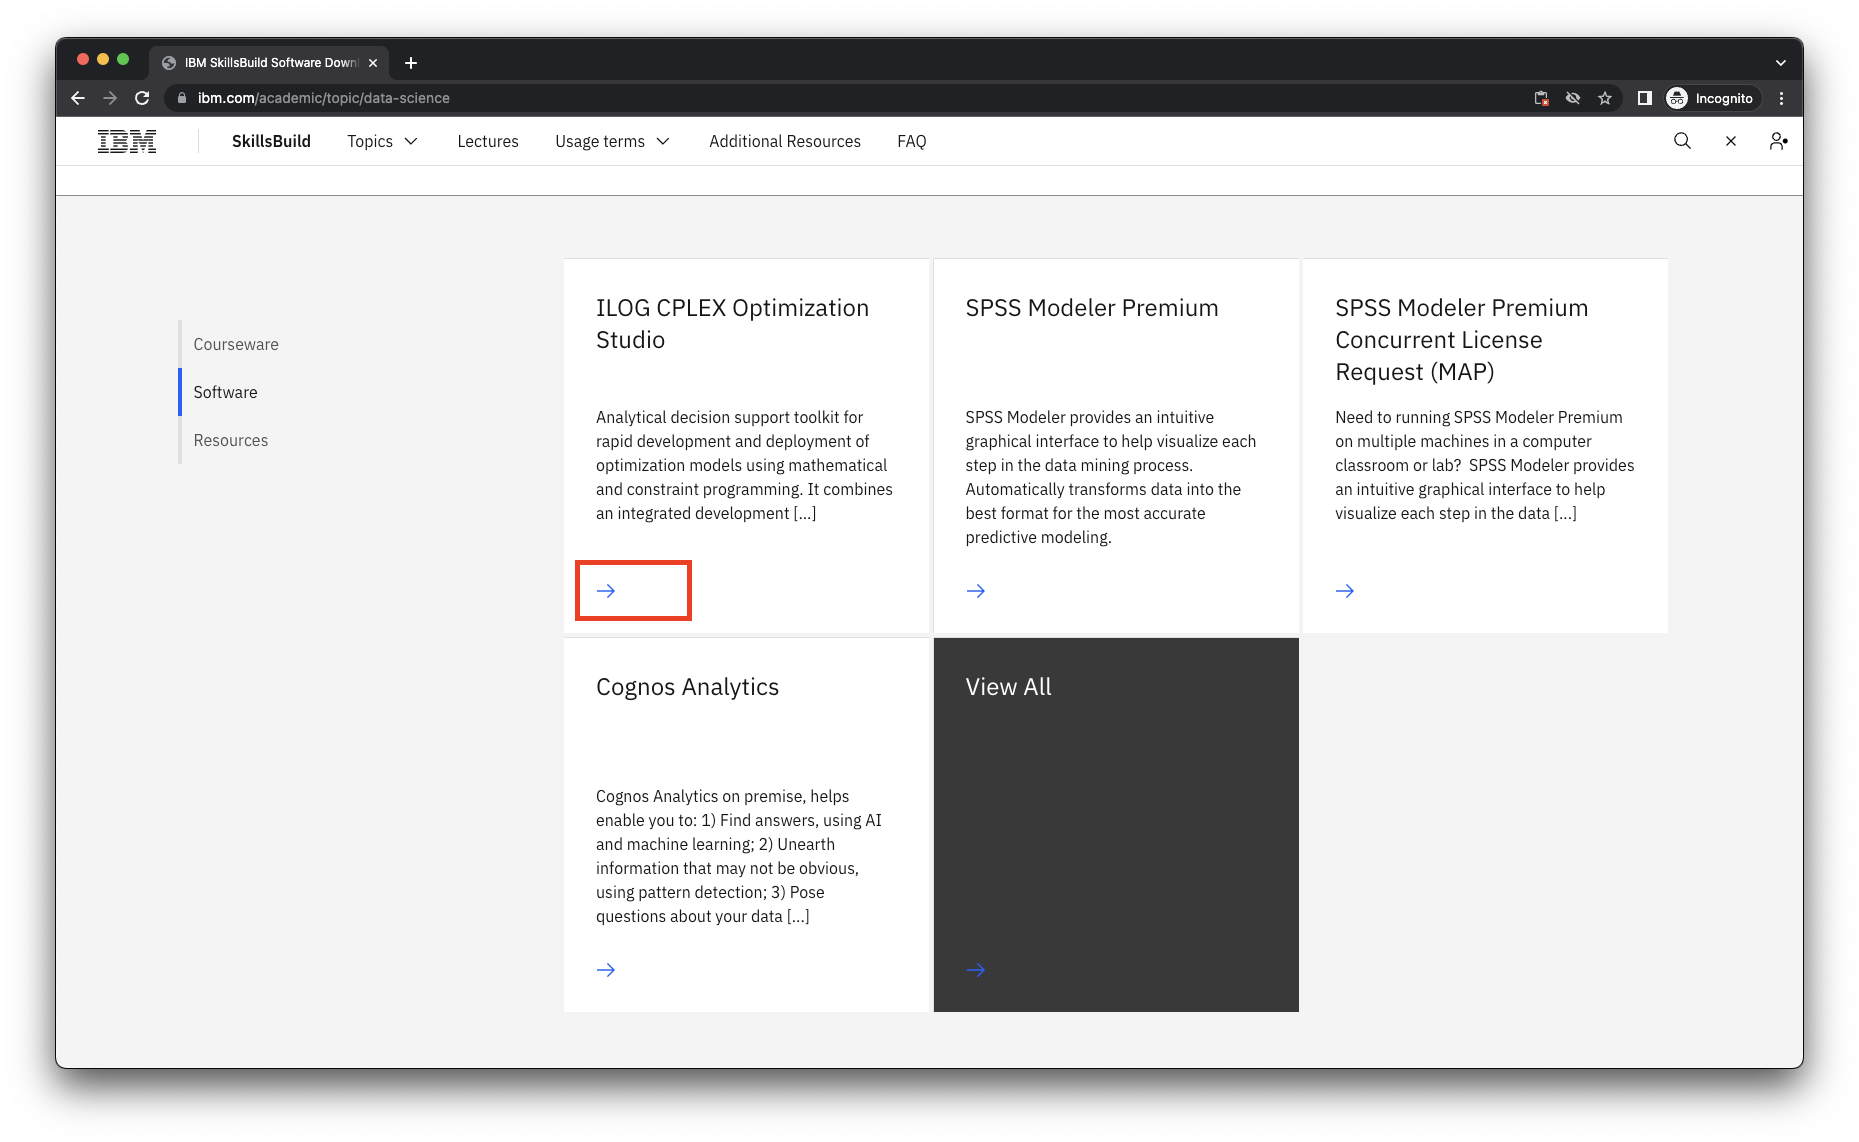 IBM SkillsBuild Software Down
ibm.com/academic/topic/data-science
Incognito
IBM
SkillsBuild
Topics
Lectures
Usage terms
Additional Resources
FAQ
Courseware
Software
Resources
ILOG CPLEX Optimization
Studio
Analytical decision support toolkit for
rapid development and deployment of
optimization models using mathematical
and constraint programming. It combines
an integrated development [...]
SPSS Modeler Premium
SPSS Modeler provides an intuitive
graphical interface to help visualize each
step in the data mining process.
Automatically transforms data into the
best format for the most accurate
predictive modeling.
SPSS Modeler Premium
Concurrent License
Request (MAP)
Need to running SPSS Modeler Premium
on multiple machines in a computer
classroom or lab?  SPSS Modeler provides
an intuitive graphical interface to help
visualize each step in the data [...]
Cognos Analytics
Cognos Analytics on premise, helps
enable you to: 1) Find answers, using AI
and machine learning; 2) Unearth
information that may not be obvious,
using pattern detection; 3) Pose
questions about your data [...]
View All